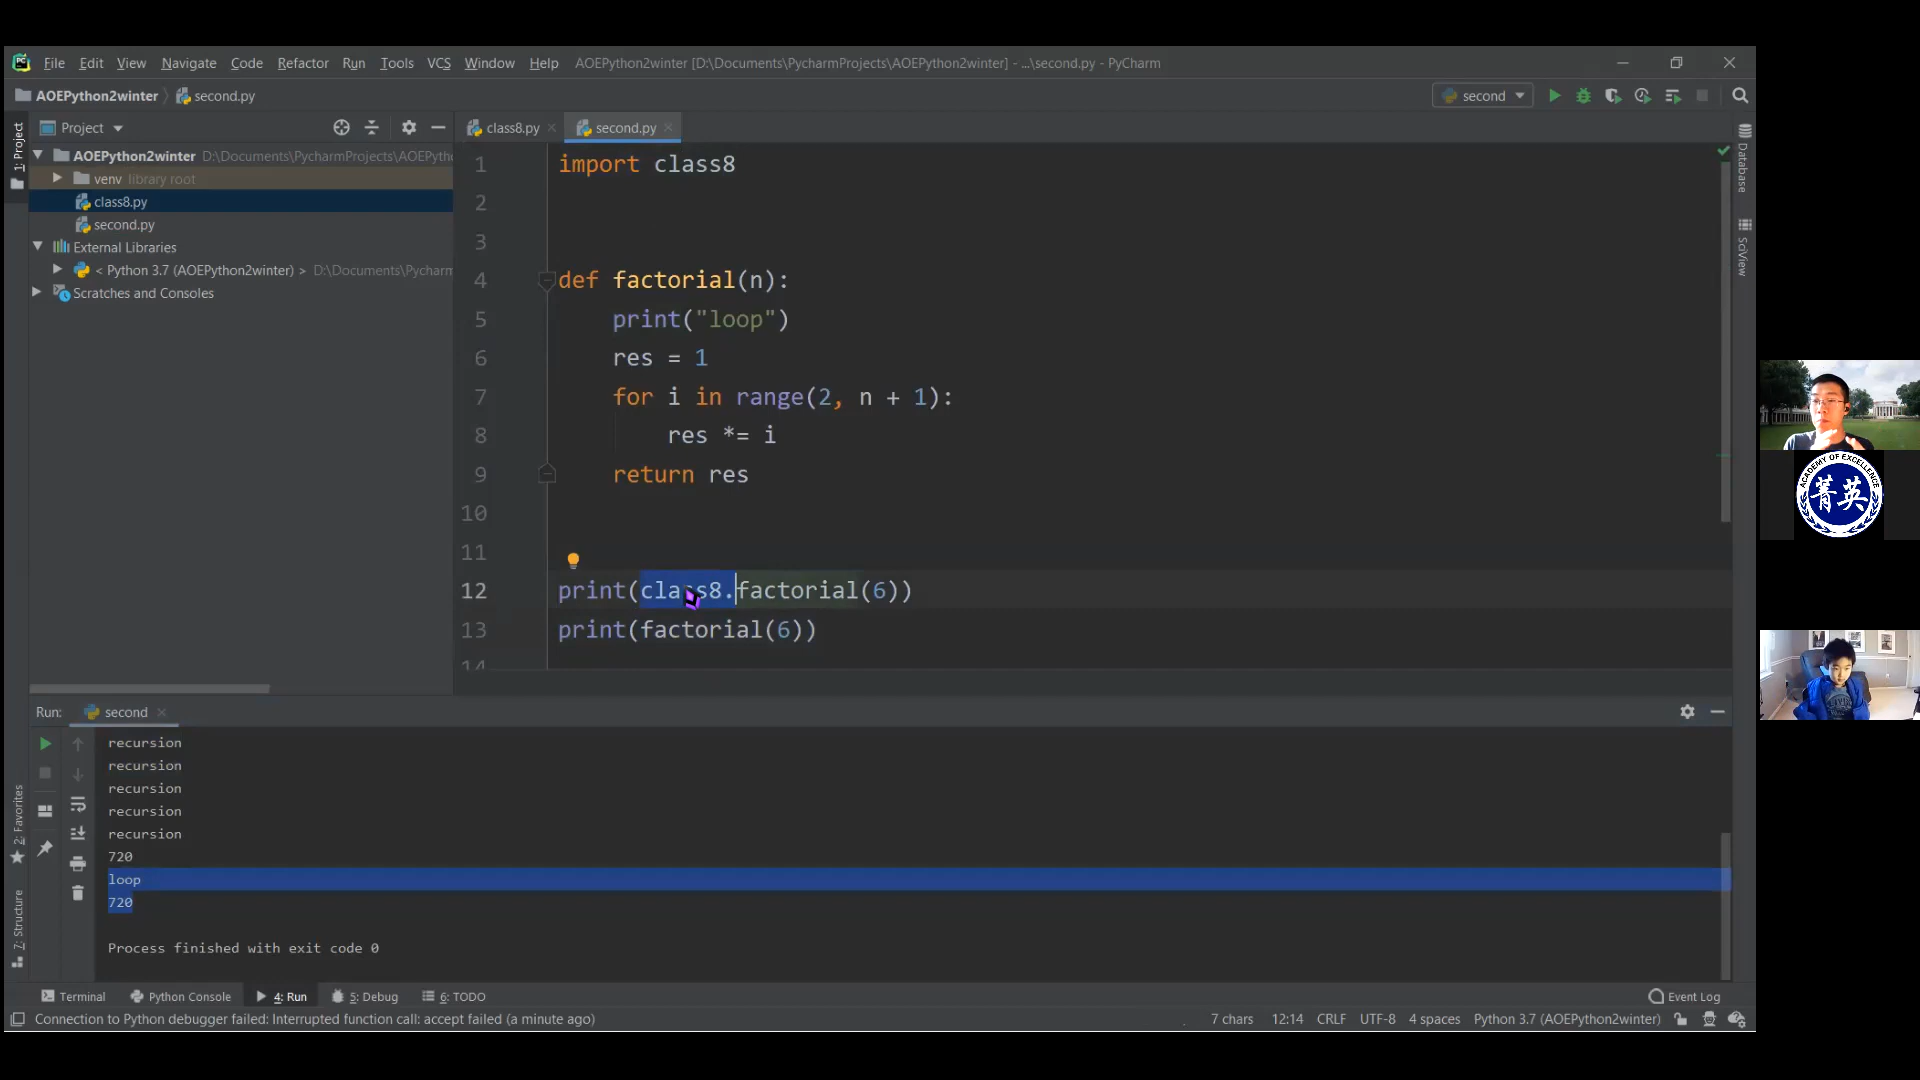 File Edit View Navigate Code Refactor Run Tools VCS Window Help AOEPython2winter [D:\Documents\PycharmProjects\AOEPython2winter] - ...\second.py - PyCharm
AOEPython2winter second.py
second
Project
class8.py
second.py
1: Project
AOEPython2winter D:\Documents\PycharmProjects\AOEPyth
venv library root
class8.py
second.py
External Libraries
< Python 3.7 (AOEPython2winter) > D:\Documents\Pycharm
Scratches and Consoles
1 import class8
2
3
4 def factorial(n):
5 print("loop")
6 res = 1
7 for i in range(2, n + 1):
8 res *= i
9 return res
10
11
12 print(class8.factorial(6))
13 print(factorial(6))
14
Database
SciView
Run: second
recursion
recursion
recursion
recursion
recursion
720
loop
720
Process finished with exit code 0
2: Favorites
7: Structure
Terminal Python Console 4: Run 5: Debug 6: TODO Event Log
Connection to Python debugger failed: Interrupted function call: accept failed (a minute ago) 7 chars 12:14 CRLF UTF-8 4 spaces Python 3.7 (AOEPython2winter)
ACADEMY OF EXCELLENCE
菁英